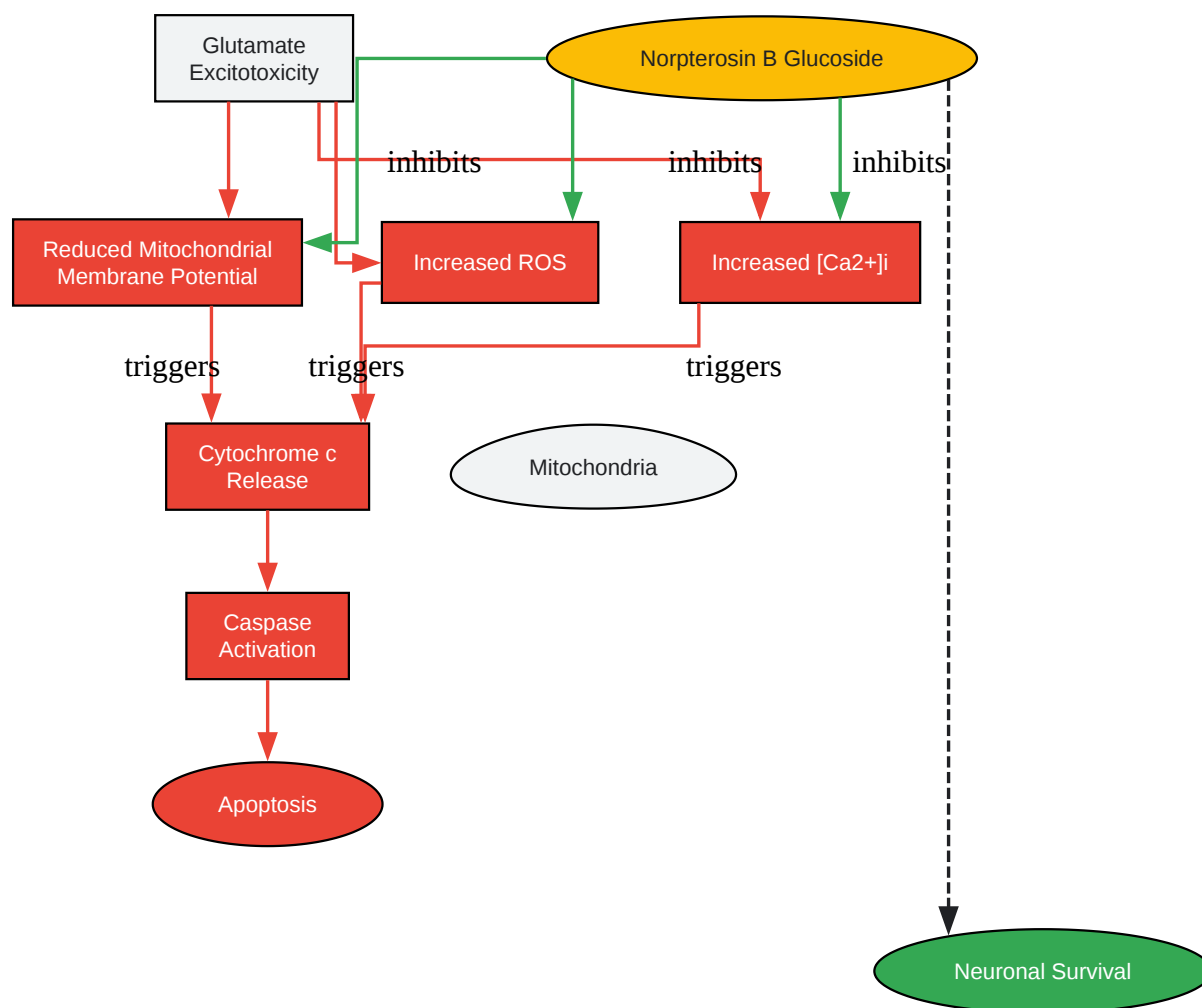 Glutamate
Excitotoxicity
Norpterosin B Glucoside
inhibits
inhibits
inhibits
Reduced Mitochondrial
Membrane Potential
Increased ROS
Increased [Ca2+]i
triggers
triggers
triggers
Cytochrome c
Release
Mitochondria
Caspase
Activation
Apoptosis
Neuronal Survival